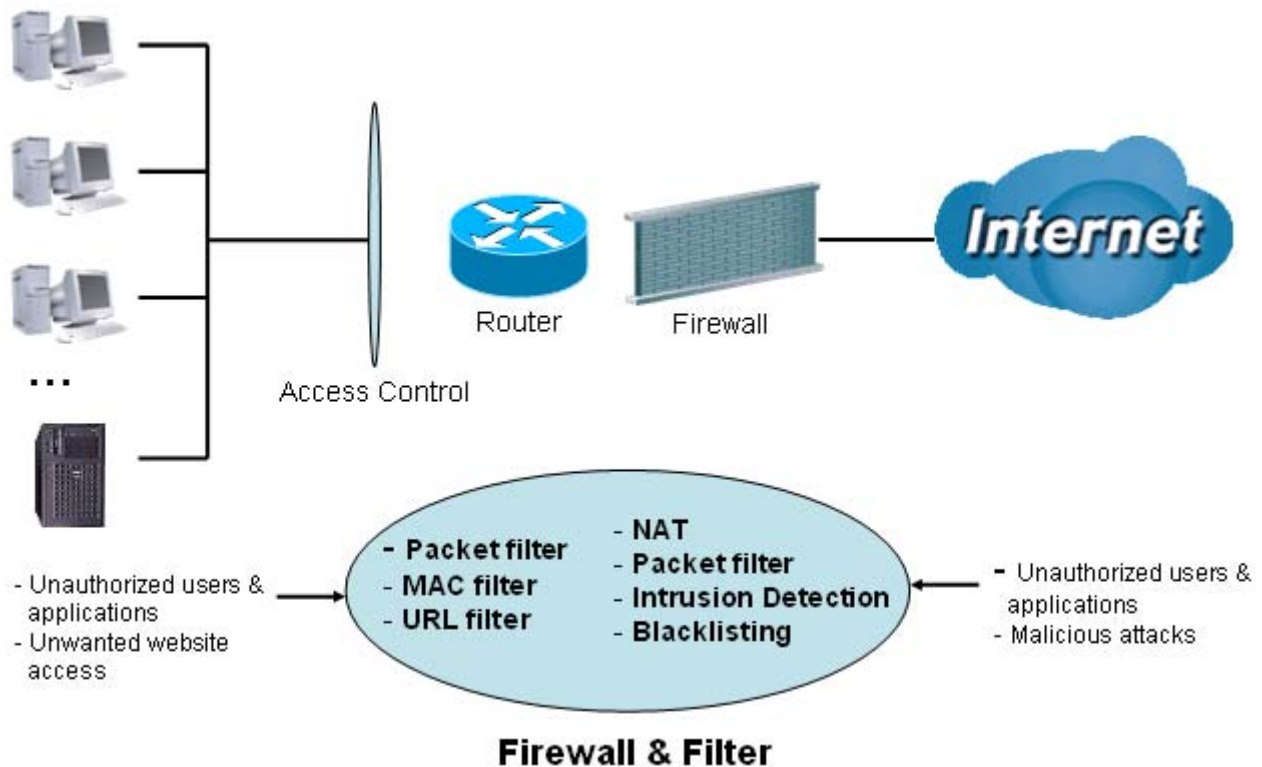 Internet
Router
Firewall
...
Access Control
- Unauthorized users &
applications
- Unwanted website
access
- Packet filter
- MAC filter
- URL filter
- NAT
- Packet filter
- Intrusion Detection
- Blacklisting
- Unauthorized users &
applications
- Malicious attacks
Firewall & Filter